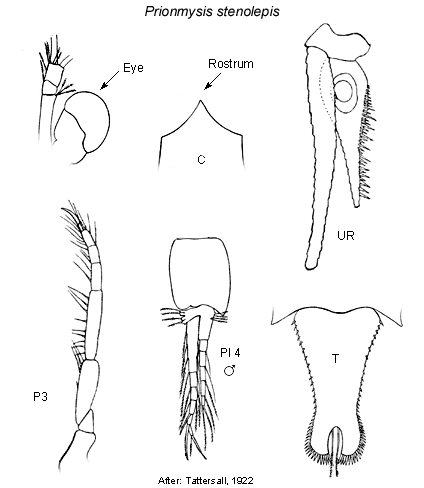 Prionmysis stenolepis
Eye
Rostrum
C
UR
P3
Pl 4
♂
T
After: Tattersall, 1922